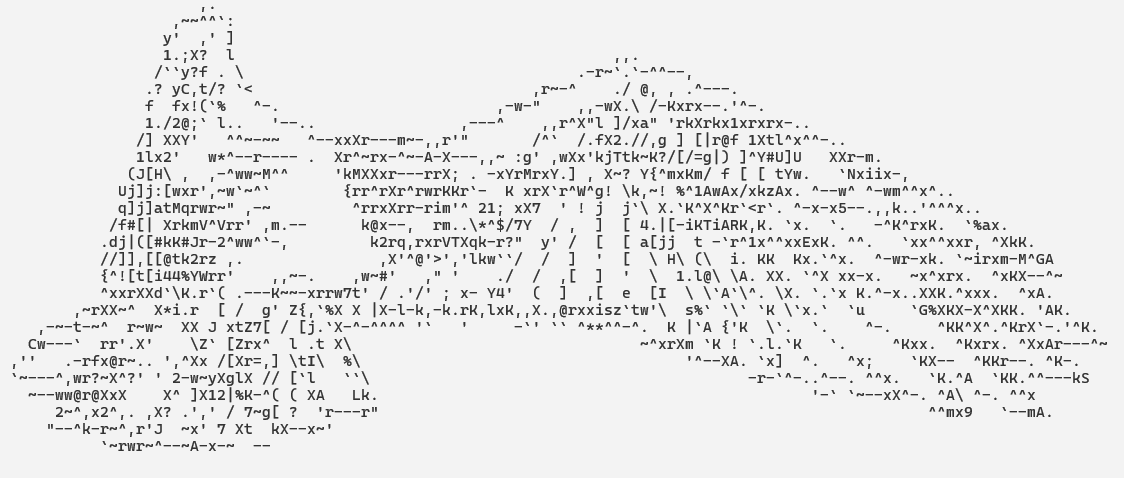 ,.
,~~^^`:
y'  ,' ]
1.;X?  l                                          ,,.
/``y?f . \                                     .-r~`.`-^^--,
.? yC,t/? `<                               ,r~-^    ./ @, , .^---.
f  fx!(`%   ^-.                        ,-w-"    ,,-wX.\ /-Kxrx--.'^-.
1./2@;` l..   '--..                ,---^    ,,r^X"l ]/xa" 'rkXrkx1xrxrx-..
/] XXY'   ^^~-~~   ^--xxXr---m~-,,r'"       /^`  /.fX2.//,g ] [|r@f 1Xtl^x^^-..
1lx2'   w*^--r---- .  Xr^~rx-^~-A-X---,,~ :g' ,wXx'kjTtk~K?/[/=g|) ]^Y#U]U   XXr-m.
(J[H\ ,  ,-^ww~M^^     'kMXXxr---rrX; . -xYrMrxY.] , X~? Y{^mxKm/ f [ [ tYw.   `Nxiix-,
Uj]j:[wxr',~w`~^`        {rr^rXr^rwrKKr`-  K xrX`r^W^g! \k,~! %^1AwAx/xkzAx. ^--w^ ^-wm^^x^..
q]j]atMqrwr~" ,-~         ^rrxXrr-rim'^ 21; xX7  ' ! j  j`\ X.`K^X^Kr`<r`. ^-x-x5--.,,k..'^^^x..
/f#[| XrkmV^Vrr' ,m.--      k@x--,  rm..\*^$/7Y  / ,  ]  [ 4.|[-iKTiARK,K. `x.  `.   -^K^rxK.  `%ax.
.dj|([#kK#Jr-2^ww^`-,         k2rq,rxrVTXqk-r?"  y' /  [  [ a[jj  t -`r^1x^^xxExK. ^^.   `xx^^xxr, ^XkK.
//]],[[@tk2rz ,.               ,X'^@'>','lkw``/  /  ]  '  [  \ H\ (\  i. KK  Kx.`^x.  ^-wr-xk. `~irxm-M^GA
{^![t[i44%YWrr'    ,,~-.    ,w~#'   ," '    ./  /  ,[  ]  '  \  1.l@\ \A. XX. `^X xx-x.   ~x^xrx.  ^xKX--^~
^xxrXXd`\K.r`( .---K~~-xrrw7t' / .'/' ; x- Y4'  (  ]  ,[  e  [I  \ \`A`\^. \X. `.`x K.^-x..XXK.^xxx.  ^xA.
,~rXX~^  X*i.r  [ /  g' Z{,`%X X |X-l-k,-k.rK,lxK,,X.,@rxxisz`tw'\  s%` `\` `K \`x.`  `u     `G%XKX-X^XKK. 'AK.
,-~-t-~^  r~w~  XX J xtZ7[ / [j.`X-^-^^^^ '`   '     -`' `` ^**^^-^.  K |`A {'K  \`.  `.    ^-.     ^KK^X^.^KrX`-.'^K.
Cw---`  rr'.X'    \Z` [Zrx^  l .t X\                                ~^xrXm `K ! `.l.`K   `.     ^Kxx.  ^Kxrx. ^XxAr---^~
,''   .-rfx@r~.. ',^Xx /[Xr=,] \tI\  %\                                    '^--XA. `x]  ^.    ^x;    `KX--  ^KKr--. ^K-.
`~---^,wr?~X^?' ' 2-w~yXglX // [`l   ``\                                          -r-`^-..^--. ^^x.   `K.^A  `KK.^^---kS
~--ww@r@XxX    X^ ]X12|%K-^( ( XA   Lk.                                                '-` `~--xX^-. ^A\ ^-. ^^x
2~^,x2^,. ,X? .',' / 7~g[ ?  'r---r"                                                             ^^mx9   `--mA.
"--^k-r~^,r'J  ~x' 7 Xt  kX--x~'
`~rwr~^--~A-x-~  --